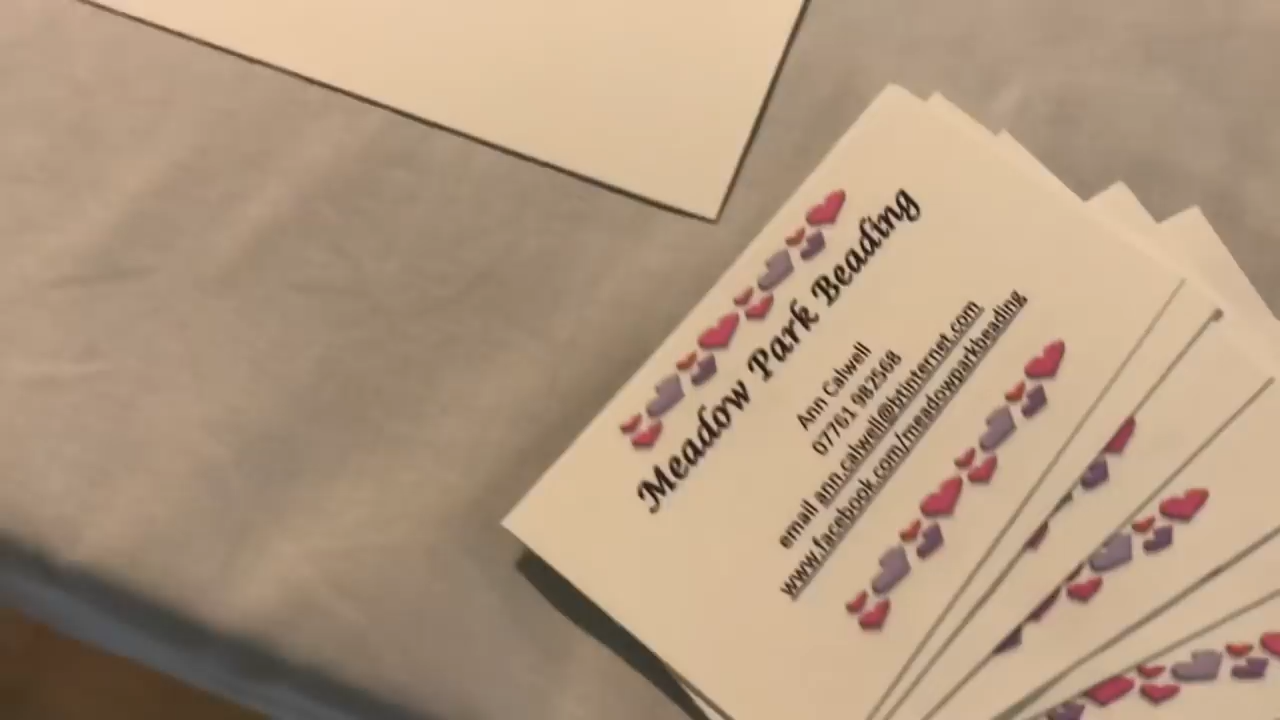 Meadow Park Beading
Ann Calwell
07761 982568
email ann.calwell@btinternet.com
www.facebook.com/meadowparkbeading